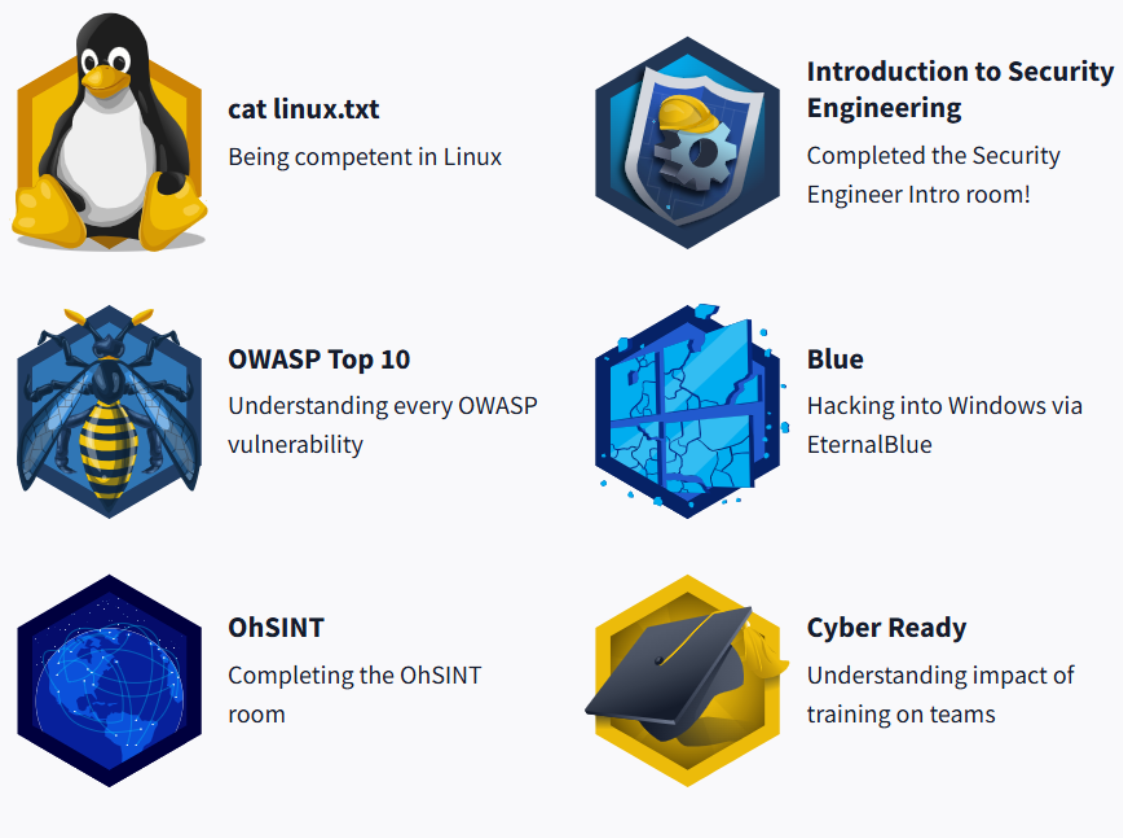 cat linux.txt
Being competent in Linux
Introduction to Security
Engineering
Completed the Security
Engineer Intro room!
OWASP Top 10
Understanding every OWASP
vulnerability
Blue
Hacking into Windows via
EternalBlue
OhSINT
Completing the OhSINT
room
Cyber Ready
Understanding impact of
training on teams